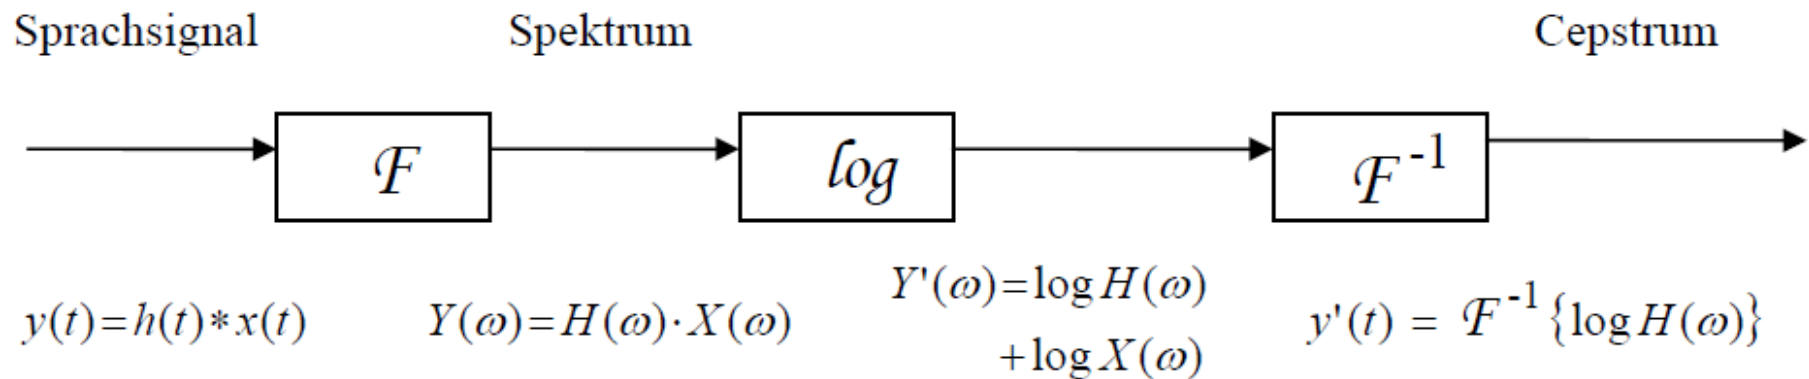 Sprachsignal Spektrum Cepstrum
ℱ log ℱ⁻¹
y(t)=h(t)*x(t) Y(ω)=H(ω)·X(ω) Y'(ω)=log H(ω) y'(t) = ℱ⁻¹{log H(ω)}
+log X(ω)